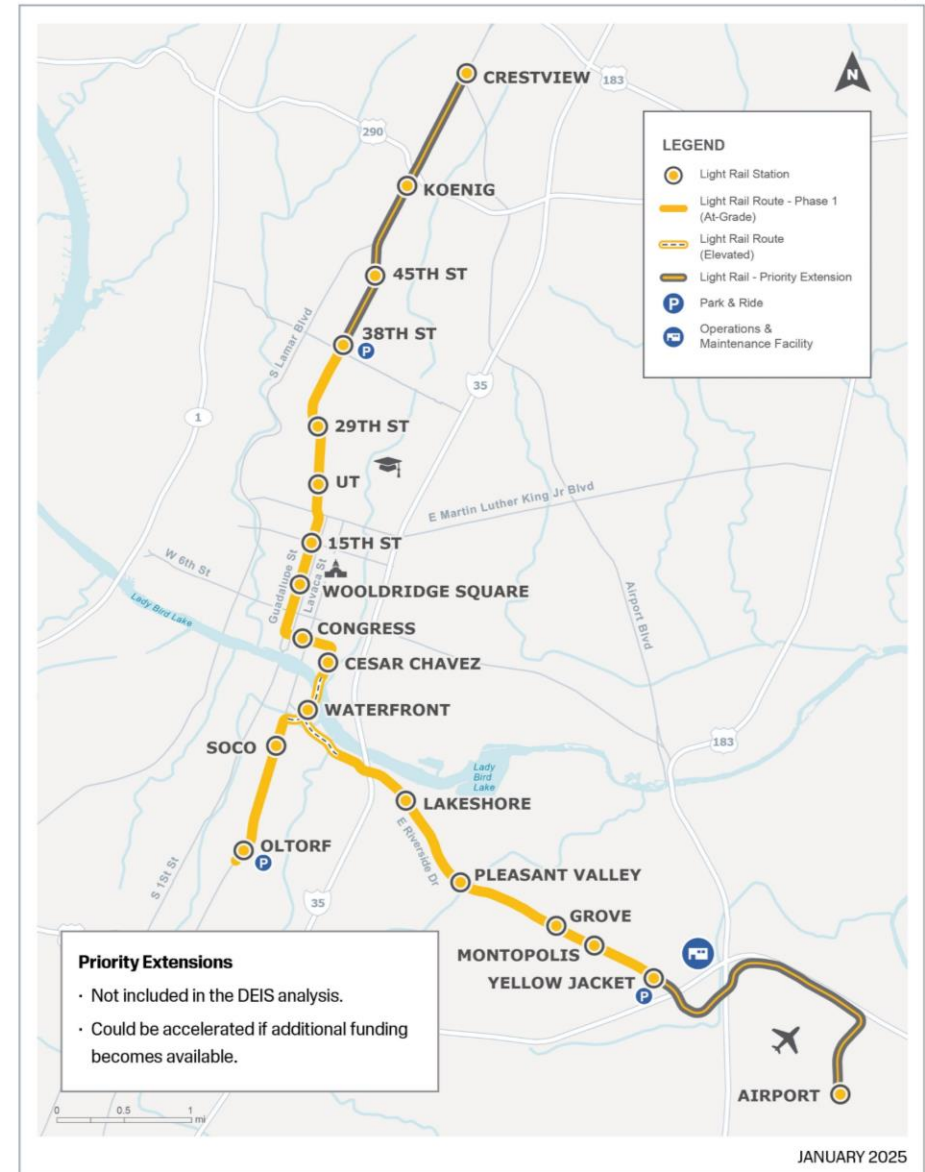 CRESTVIEW
183
N
290
LEGEND
Light Rail Station
Light Rail Route - Phase 1
(At-Grade)
Light Rail Route
(Elevated)
Light Rail - Priority Extension
P
Park & Ride
Operations &
Maintenance Facility
KOENIG
45TH ST
S Lamar Blvd
38TH ST
P
35
1
29TH ST
UT
E Martin Luther King Jr Blvd
15TH ST
W 6th St
Guadalupe St
Lavaca St
WOOLDRIDGE SQUARE
Airport Blvd
Lady Bird Lake
CONGRESS
CESAR CHAVEZ
WATERFRONT
SOCO
183
Lady
Bird
Lake
LAKESHORE
E Riverside Dr
OLTORF
P
S 1St St
PLEASANT VALLEY
35
GROVE
MONTOPOLIS
YELLOW JACKET
P
Priority Extensions
· Not included in the DEIS analysis.
· Could be accelerated if additional funding
becomes available.
AIRPORT
0 0.5 1
mi
JANUARY 2025